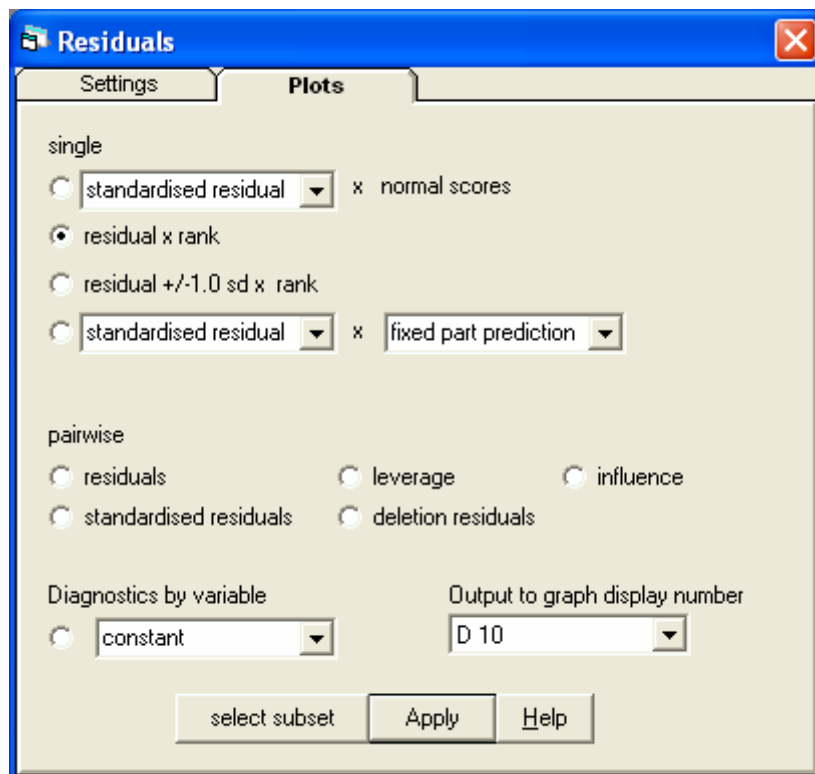 Residuals
Settings Plots
single
standardised residual x normal scores
residual x rank
residual +/-1.0 sd x rank
standardised residual x fixed part prediction
pairwise
residuals leverage influence
standardised residuals deletion residuals
Diagnostics by variable Output to graph display number
constant D 10
select subset Apply Help